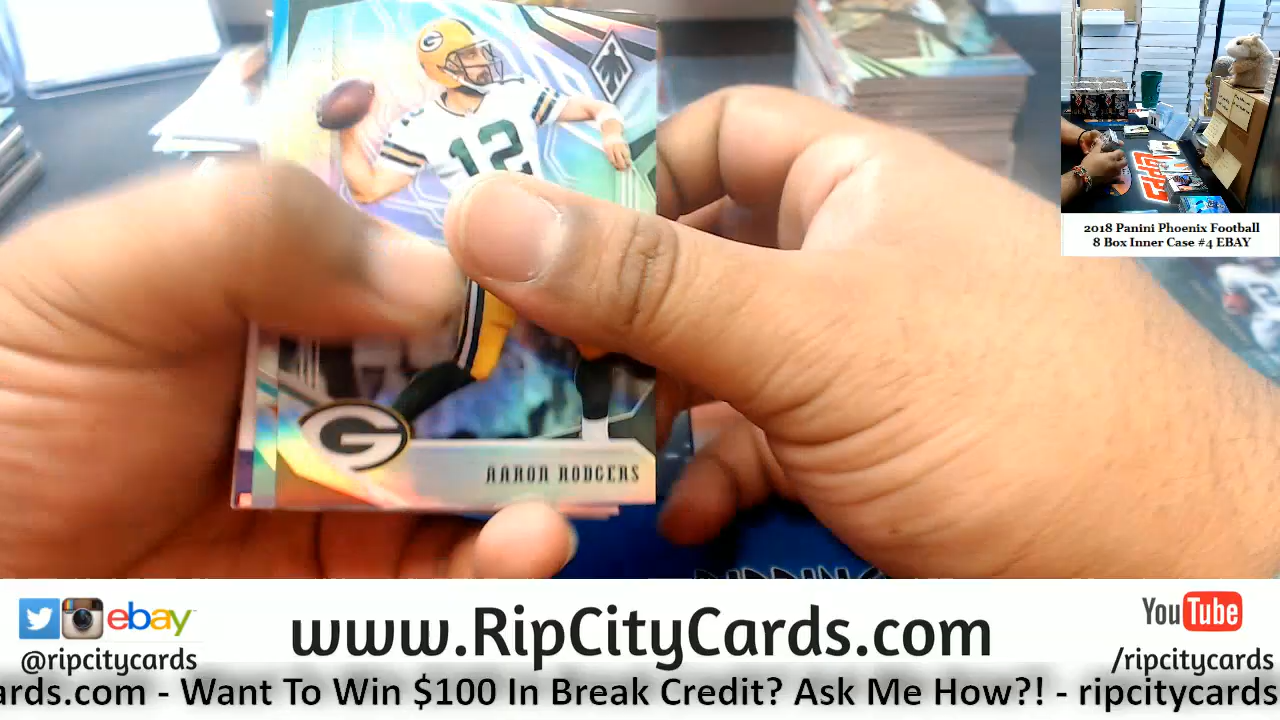 G
12
G
AARON RODGERS
2018 Panini Phoenix Football
8 Box Inner Case #4 EBAY
ebay
@ripcitycards
www.RipCityCards.com
YouTube
/ripcitycards
ards.com - Want To Win $100 In Break Credit? Ask Me How?! - ripcitycards